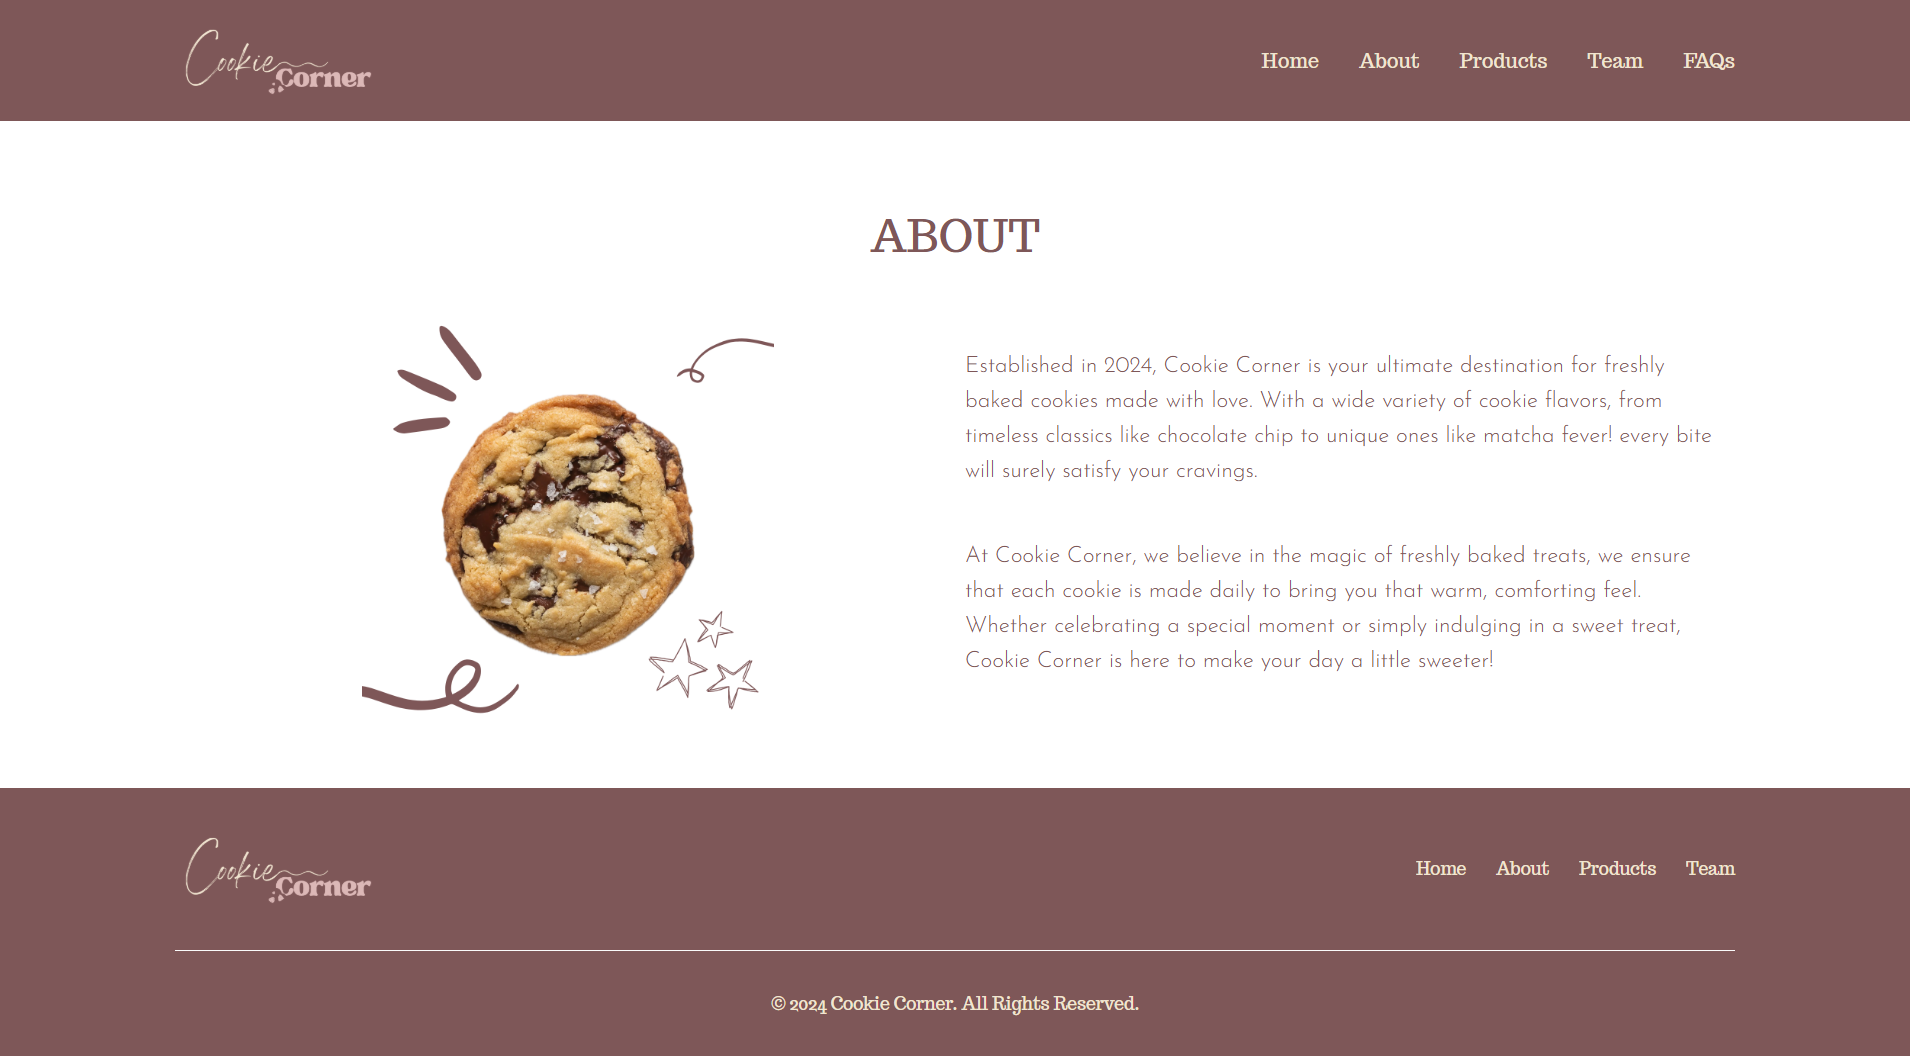 Cookie Corner
Home About Products Team FAQs
ABOUT
Established in 2024, Cookie Corner is your ultimate destination for freshly
baked cookies made with love. With a wide variety of cookie flavors, from
timeless classics like chocolate chip to unique ones like matcha fever! every bite
will surely satisfy your cravings.
At Cookie Corner, we believe in the magic of freshly baked treats, we ensure
that each cookie is made daily to bring you that warm, comforting feel.
Whether celebrating a special moment or simply indulging in a sweet treat,
Cookie Corner is here to make your day a little sweeter!
Cookie Corner
Home About Products Team
© 2024 Cookie Corner. All Rights Reserved.